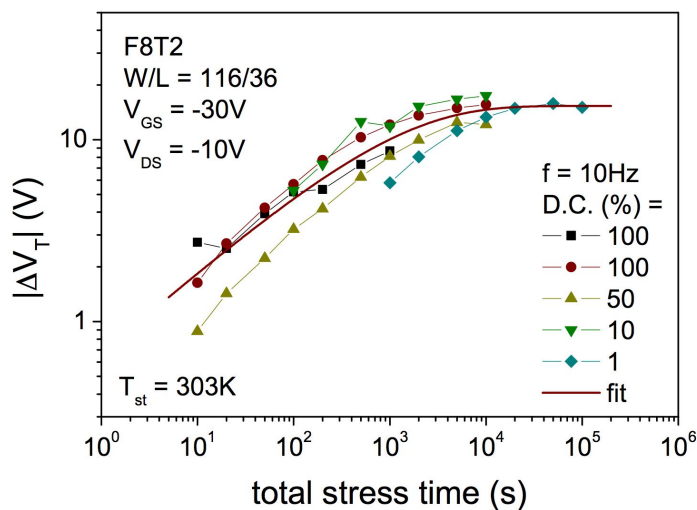 F8T2
W/L = 116/36
V_GS = -30V
V_DS = -10V
10
1
|ΔV_T| (V)
f = 10Hz
D.C. (%) =
100
100
50
10
1
fit
T_st = 303K
10^0 10^1 10^2 10^3 10^4 10^5 10^6
total stress time (s)